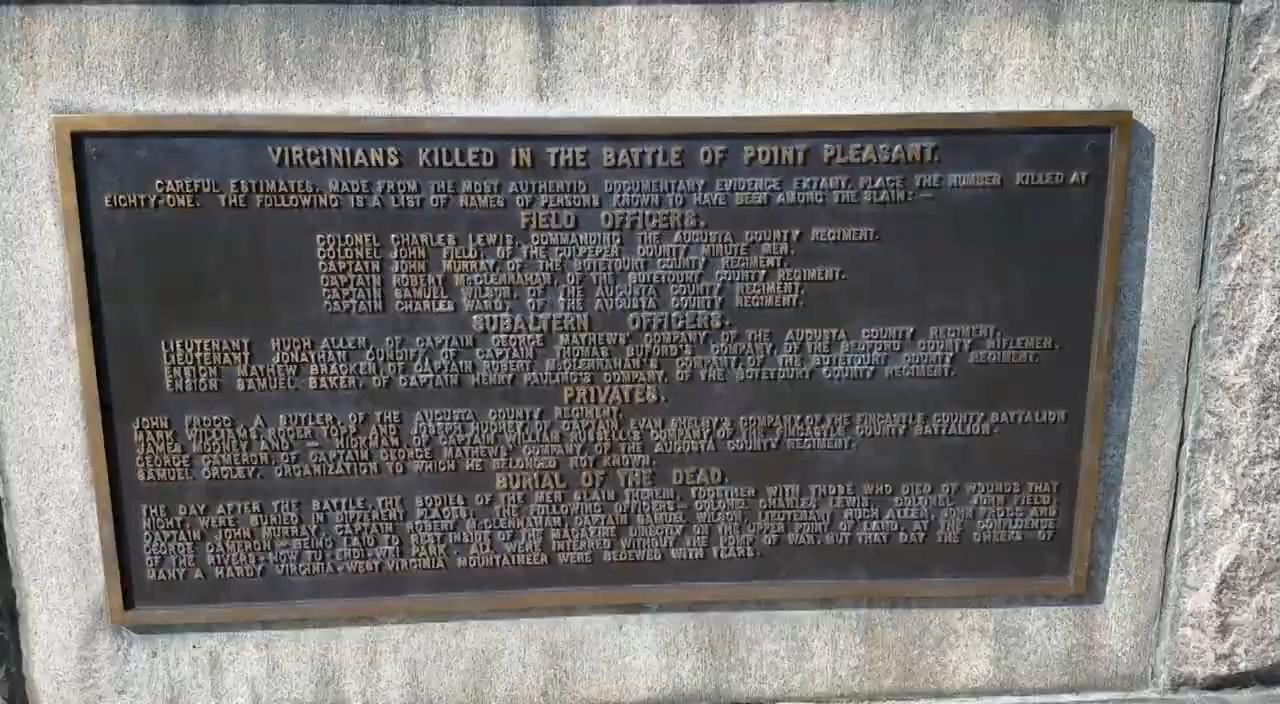 VIRGINIANS KILLED IN THE BATTLE OF POINT PLEASANT.
CAREFUL ESTIMATES, MADE FROM THE MOST AUTHENTIC DOCUMENTARY EVIDENCE EXTANT, PLACE THE NUMBER KILLED AT
EIGHTY-ONE. THE FOLLOWING IS A LIST OF NAMES OF PERSONS KNOWN TO HAVE BEEN AMONG THE SLAIN:—
FIELD OFFICERS.
COLONEL CHARLES LEWIS, COMMANDING THE AUGUSTA COUNTY REGIMENT.
COLONEL JOHN FIELD, OF THE CULPEPER COUNTY MINUTE MEN.
CAPTAIN JOHN MURRAY, OF THE BOTETOURT COUNTY REGIMENT.
CAPTAIN ROBERT McCLENNAHAN, OF THE BOTETOURT COUNTY REGIMENT.
CAPTAIN SAMUEL WILSON, OF THE AUGUSTA COUNTY REGIMENT.
CAPTAIN CHARLES WARD, OF THE AUGUSTA COUNTY REGIMENT.
SUBALTERN OFFICERS.
LIEUTENANT HUGH ALLEN, OF CAPTAIN GEORGE MATHEWS' COMPANY, OF THE AUGUSTA COUNTY REGIMENT.
LIEUTENANT, JONATHAN CUNDIFF, OF CAPTAIN THOMAS BUFORD'S COMPANY, OF THE BEDFORD COUNTY RIFLEMEN.
ENSIGN MATHEW BRACKEN, OF CAPTAIN ROBERT McCLENNAHAN'S COMPANY, OF THE BOTETOURT COUNTY REGIMENT.
ENSIGN SAMUEL BAKER, OF CAPTAIN HENRY PAULING'S COMPANY, OF THE BOTETOURT COUNTY REGIMENT.
PRIVATES.
JOHN FROGG, A SUTLER, OF THE AUGUSTA COUNTY REGIMENT.
MARK WILLIAMS, AND JOSEPH HUGHEY, OF CAPTAIN EVAN SHELBY'S COMPANY, OF THE FINCASTLE COUNTY BATTALION
JAMES MOONEY, AND — HICKMAN, OF CAPTAIN WILLIAM RUSSELL'S COMPANY, OF THE FINCASTLE COUNTY BATTALION.
GEORGE CAMERON, OF CAPTAIN GEORGE MATHEWS' COMPANY, OF THE AUGUSTA COUNTY REGIMENT.
SAMUEL ORGLEY, ORGANIZATION TO WHICH HE BELONGED NOT KNOWN.
BURIAL OF THE DEAD.
THE DAY AFTER THE BATTLE, THE BODIES OF THE MEN SLAIN THEREIN, TOGETHER WITH THOSE WHO DIED OF WOUNDS THAT
NIGHT, WERE BURIED IN DIFFERENT PLACES, THE FOLLOWING OFFICERS— COLONEL CHARLES LEWIS, COLONEL JOHN FIELD,
CAPTAIN JOHN MURRAY, CAPTAIN ROBERT McCLENNAHAN, CAPTAIN SAMUEL WILSON, LIEUTENANT HUGH ALLEN, JOHN FROGG AND
GEORGE CAMERON — BEING LAID TO REST INSIDE OF THE MAGAZINE DIRECTLY ON THE UPPER POINT OF LAND, AT THE CONFLUENCE
OF THE RIVERS, NOW TU-ENDI-WEI PARK. ALL WERE INTERRED WITHOUT THE POMP OF WAR, BUT THAT DAY THE CHEEKS OF
MANY A HARDY VIRGINIA-WEST VIRGINIA MOUNTAINEER WERE BEDEWED WITH TEARS.